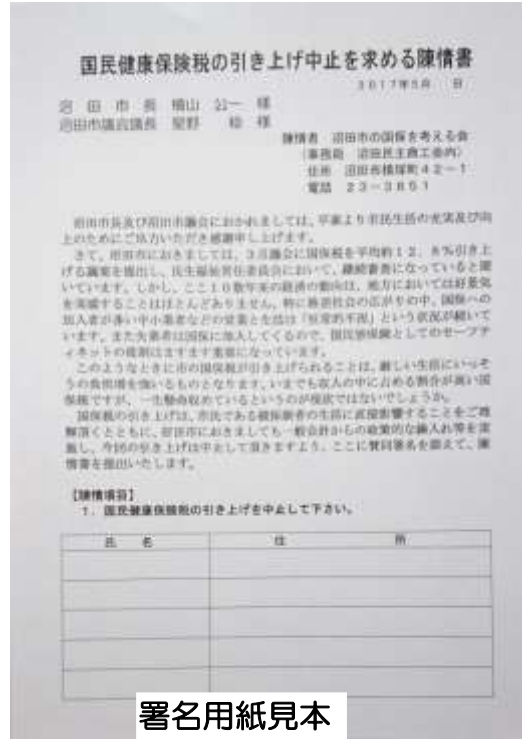 国民健康保険税の引き上げ中止を求める陳情書
2017年5月　日
沼田市長 横山 公一 様
沼田市議会議長 星野 稔 様
陳情者 沼田市の国保を考える会
（事務局 沼田民主商工会内）
住所 沼田市横塚町42－1
電話 23－3851
沼田市長及び沼田市議会におかれましては、平素より市民生活の充実及び向
上のためにご尽力いただき感謝申し上げます。
さて、沼田市におきましては、3月議会に国保税を平均約12．8％引き上
げる議案を提出し、民生福祉常任委員会において、継続審査になっていると聞
いています。しかし、ここ10数年来の経済の動向は、地方においては好景気
を実感することはほとんどありません。特に格差社会の広がりの中、国保への
加入者が多い中小業者などの営業と生活は「恒常的不況」という状況が続いて
います。また失業者は国保に加入してくるので、国民皆保険としてのセーフテ
ィネットの役割はますます重要になっています。
このようなときに市の国保税が引き上げられることは、厳しい生活にいっそ
うの負担増を強いるものとなります。いまでも収入の中に占める割合が高い国
保税ですが、一生懸命収めているというのが現状ではないでしょうか。
国保税の引き上げは、市民である被保険者の生活に直接影響することをご理
解頂くとともに、沼田市におきましても一般会計からの政策的な繰入れ等を実
施し、今回の引き上げは中止して頂きますよう、ここに賛同署名を添えて、陳
情書を提出いたします。
【陳情項目】
1．国民健康保険税の引き上げを中止して下さい。
氏　名　住　所
署名用紙見本